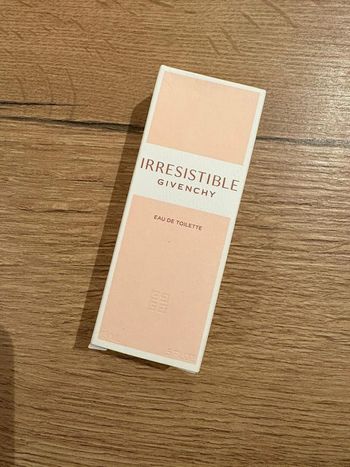 IRRESISTIBLE
GIVENCHY
EAU DE TOILETTE